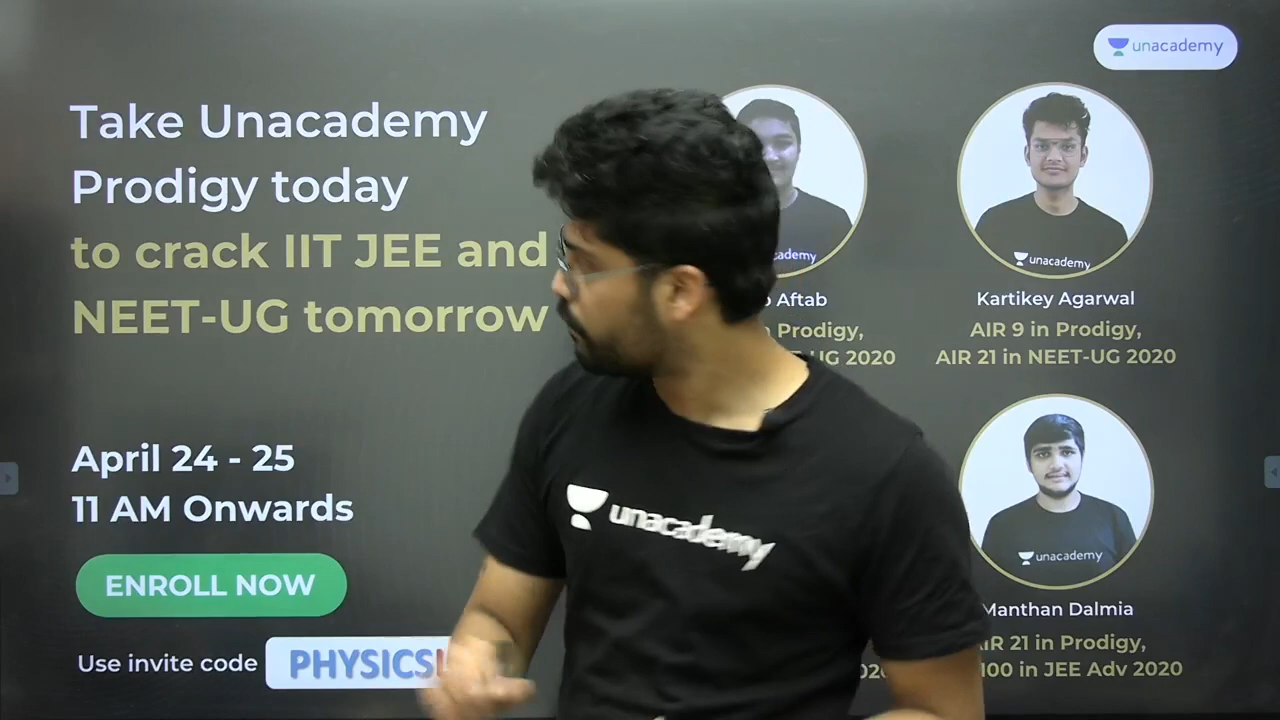 unacademy
Take Unacademy
Prodigy today
to crack IIT JEE and
NEET-UG tomorrow
April 24 - 25
11 AM Onwards
ENROLL NOW
Use invite code
unacademy
Aftab
Prodigy,
2020
unacademy
Kartikey Agarwal
AIR 9 in Prodigy,
AIR 21 in NEET-UG 2020
unacademy
unacademy
Manthan Dalmia
21 in Prodigy,
100 in JEE Adv 2020